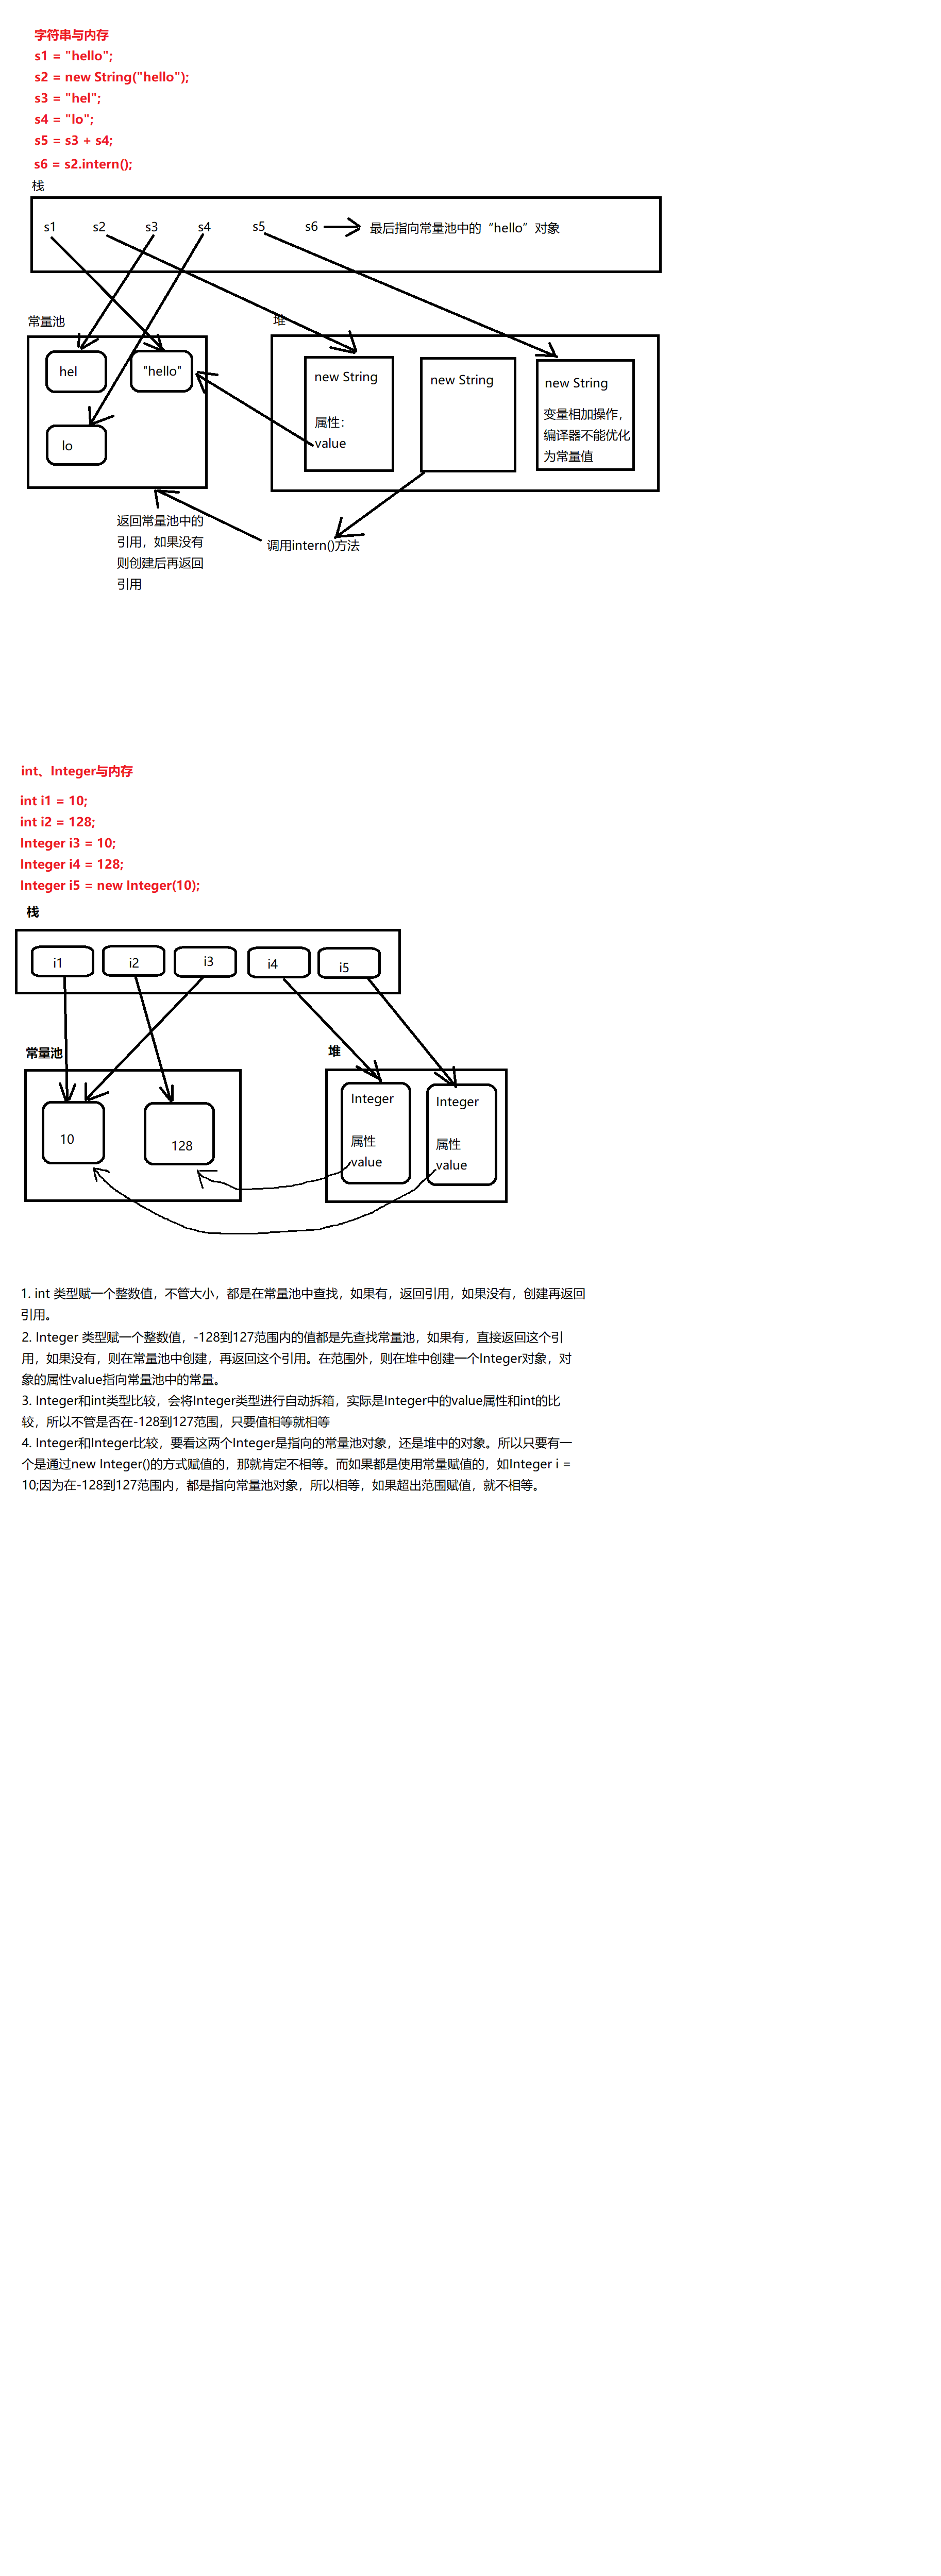 字符串与内存
s1 = "hello";
s2 = new String("hello");
s3 = "hel";
s4 = "lo";
s5 = s3 + s4;
s6 = s2.intern();
栈
s1 s2 s3 s4 s5 s6 最后指向常量池中的“hello”对象
常量池
堆
hel
"hello"
lo
new String
属性：
value
new String
new String
变量相加操作，
编译器不能优化
为常量值
返回常量池中的
引用，如果没有
则创建后再返回
引用
调用intern()方法
int、Integer与内存
int i1 = 10;
int i2 = 128;
Integer i3 = 10;
Integer i4 = 128;
Integer i5 = new Integer(10);
栈
i1 i2 i3 i4 i5
常量池
堆
10
128
Integer
属性
value
Integer
属性
value
1. int 类型赋一个整数值，不管大小，都是在常量池中查找，如果有，返回引用，如果没有，创建再返回
引用。
2. Integer 类型赋一个整数值，-128到127范围内的值都是先查找常量池，如果有，直接返回这个引
用，如果没有，则在常量池中创建，再返回这个引用。在范围外，则在堆中创建一个Integer对象，对
象的属性value指向常量池中的常量。
3. Integer和int类型比较，会将Integer类型进行自动拆箱，实际是Integer中的value属性和int的比
较，所以不管是否在-128到127范围，只要值相等就相等
4. Integer和Integer比较，要看这两个Integer是指向的常量池对象，还是堆中的对象。所以只要有一
个是通过new Integer()的方式赋值的，那就肯定不相等。而如果都是使用常量赋值的，如Integer i =
10;因为在-128到127范围内，都是指向常量池对象，所以相等，如果超出范围赋值，就不相等。